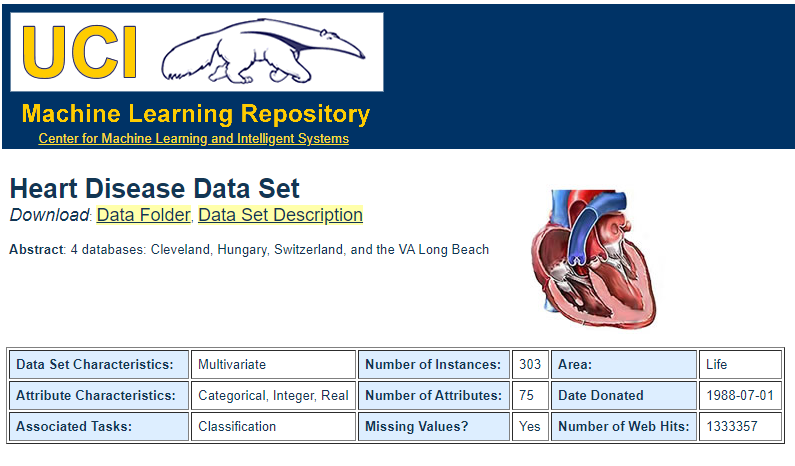 UCI
Machine Learning Repository
Center for Machine Learning and Intelligent Systems
Heart Disease Data Set
Download: Data Folder, Data Set Description
Abstract: 4 databases: Cleveland, Hungary, Switzerland, and the VA Long Beach
Data Set Characteristics: Multivariate Number of Instances: 303 Area: Life
Attribute Characteristics: Categorical, Integer, Real Number of Attributes: 75 Date Donated 1988-07-01
Associated Tasks: Classification Missing Values? Yes Number of Web Hits: 1333357